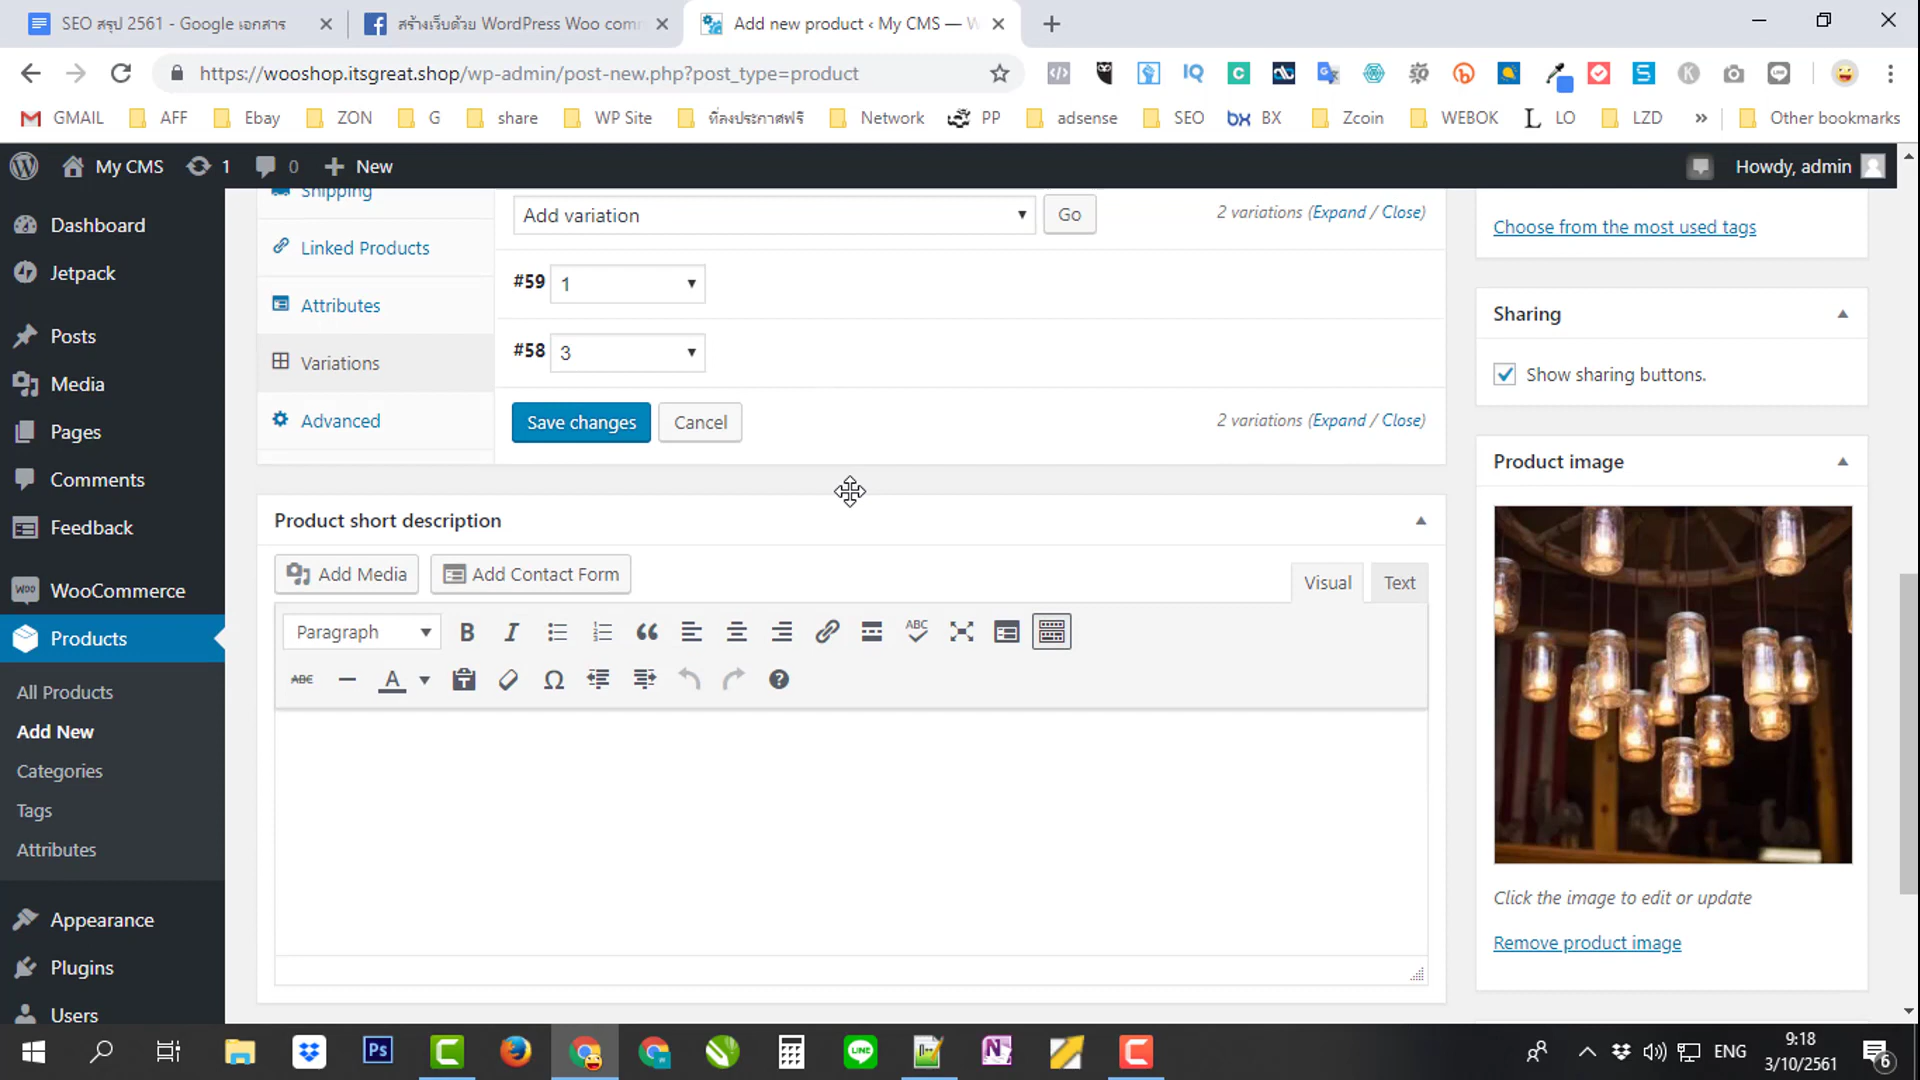 SEO สรุป 2561 - Google เอกสาร
สร้างเว็บด้วย WordPress Woo comm
Add new product ‹ My CMS — W
https://wooshop.itsgreat.shop/wp-admin/post-new.php?post_type=product
GMAIL AFF Ebay ZON G share WP Site ที่ลงประกาศฟรี Network PP adsense SEO BX Zcoin WEBOK LO LZD » Other bookmarks
My CMS 1 0 New Howdy, admin
Dashboard
Jetpack
Posts
Media
Pages
Comments
Feedback
WooCommerce
Products
All Products
Add New
Categories
Tags
Attributes
Appearance
Plugins
Users
Shipping
Linked Products
Attributes
Variations
Advanced
Add variation Go 2 variations (Expand / Close)
#59 1
#58 3
Save changes Cancel 2 variations (Expand / Close)
Product short description
Add Media Add Contact Form Visual Text
Paragraph
Choose from the most used tags
Sharing
Show sharing buttons.
Product image
Click the image to edit or update
Remove product image
ENG
9:18
3/10/2561
6